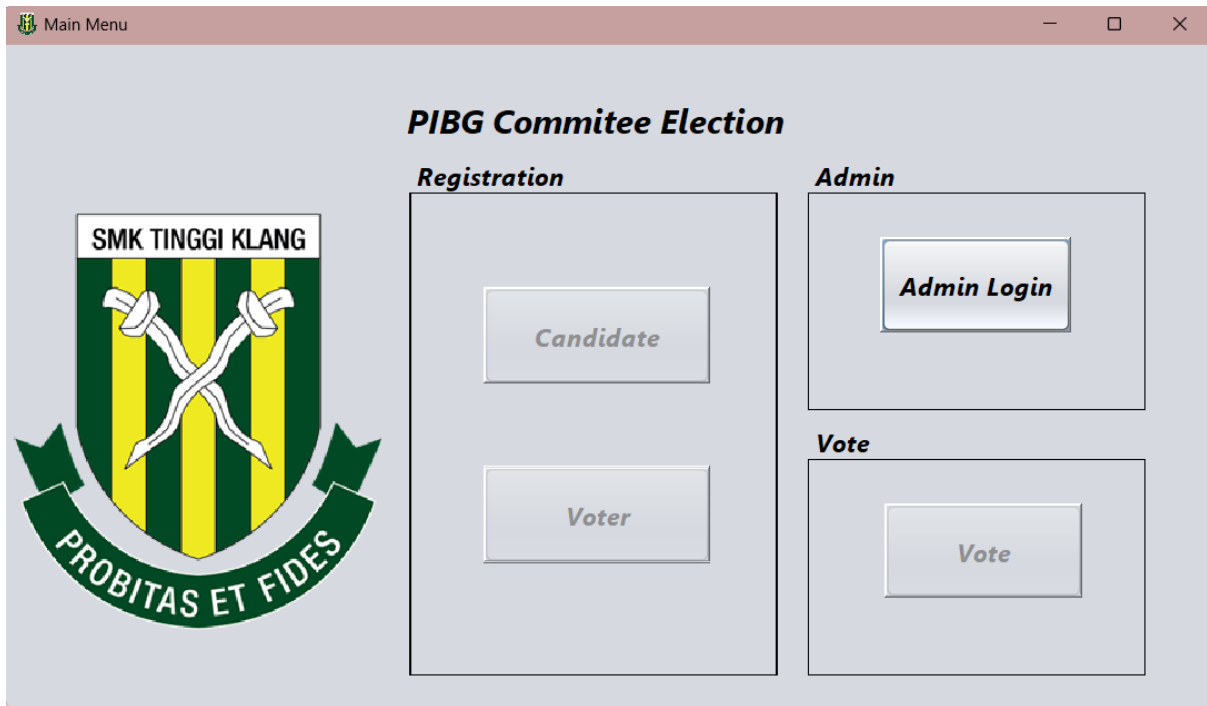 Main Menu
PIBG Commitee Election
SMK TINGGI KLANG
PROBITAS ET FIDES
Registration
Candidate
Voter
Admin
Admin Login
Vote
Vote